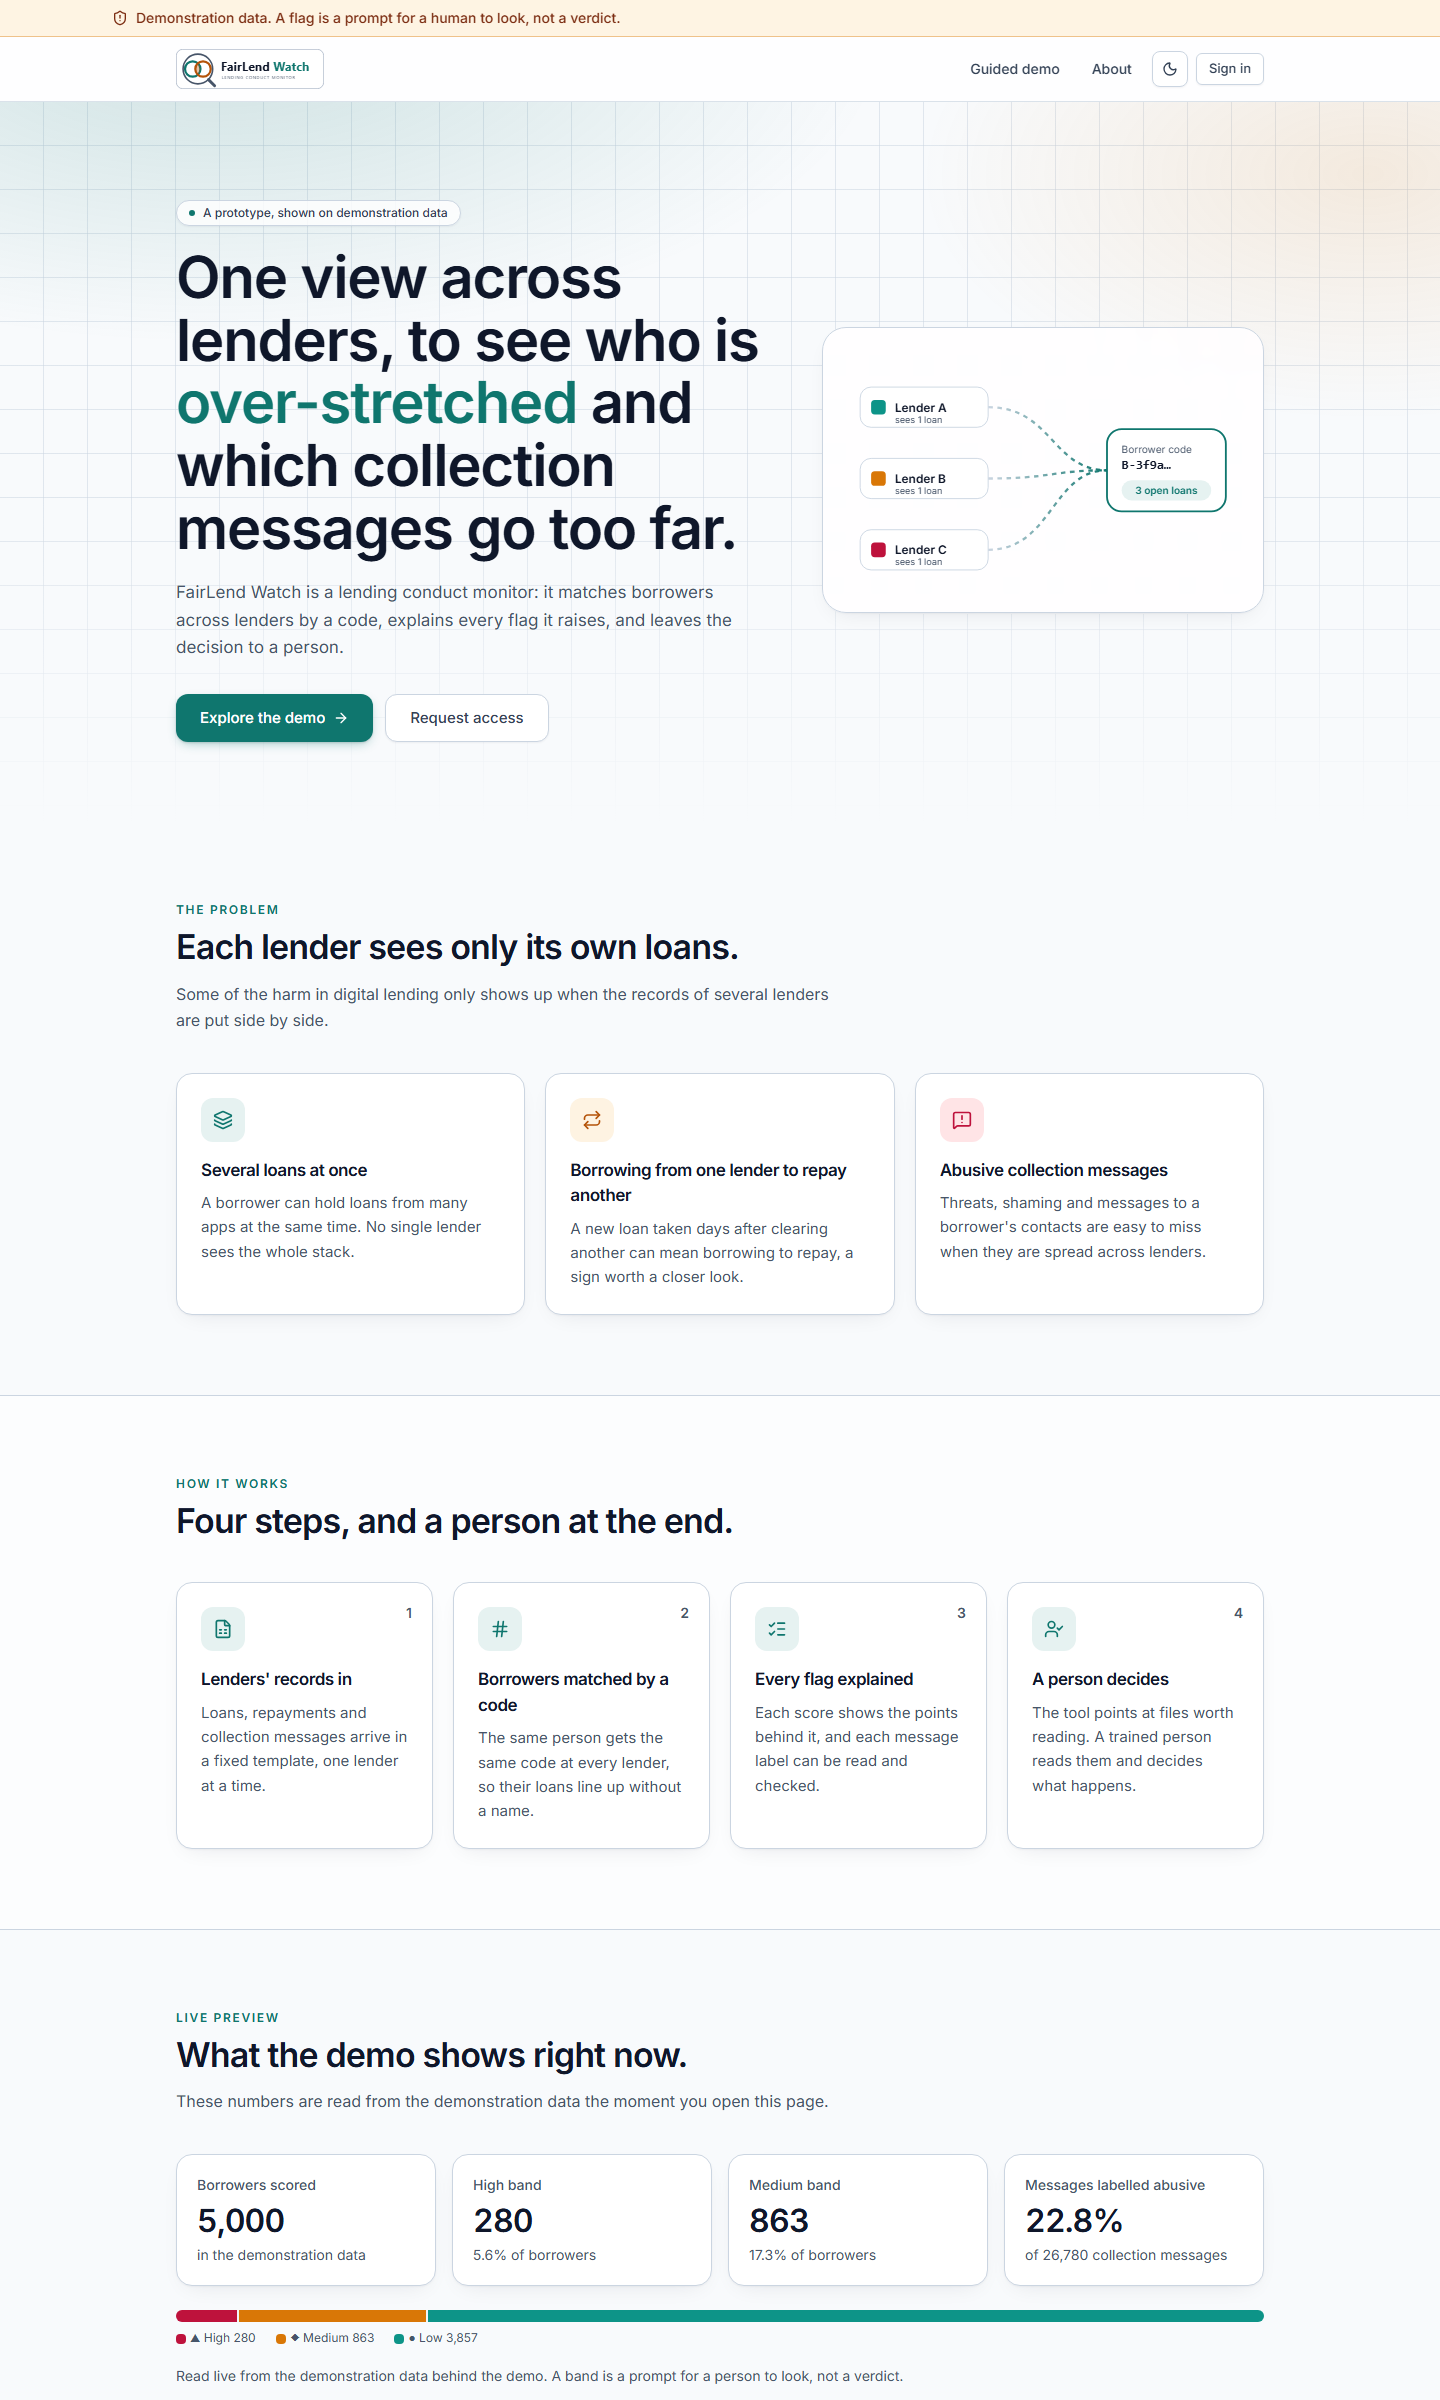 Demonstration data. A flag is a prompt for a human to look, not a verdict.
FairLend Watch
LENDING CONDUCT MONITOR
Guided demo
About
Sign in
A prototype, shown on demonstration data
One view across
lenders, to see who is
over-stretched and
which collection
messages go too far.
FairLend Watch is a lending conduct monitor: it matches borrowers
across lenders by a code, explains every flag it raises, and leaves the
decision to a person.
Explore the demo →
Request access
Lender A
sees 1 loan
Lender B
sees 1 loan
Lender C
sees 1 loan
Borrower code
B-3f9a…
3 open loans
THE PROBLEM
Each lender sees only its own loans.
Some of the harm in digital lending only shows up when the records of several lenders
are put side by side.
Several loans at once
A borrower can hold loans from many
apps at the same time. No single lender
sees the whole stack.
Borrowing from one lender to repay
another
A new loan taken days after clearing
another can mean borrowing to repay, a
sign worth a closer look.
Abusive collection messages
Threats, shaming and messages to a
borrower's contacts are easy to miss
when they are spread across lenders.
HOW IT WORKS
Four steps, and a person at the end.
1
Lenders' records in
Loans, repayments and
collection messages arrive in
a fixed template, one lender
at a time.
2
Borrowers matched by a
code
The same person gets the
same code at every lender,
so their loans line up without
a name.
3
Every flag explained
Each score shows the points
behind it, and each message
label can be read and
checked.
4
A person decides
The tool points at files worth
reading. A trained person
reads them and decides
what happens.
LIVE PREVIEW
What the demo shows right now.
These numbers are read from the demonstration data the moment you open this page.
Borrowers scored
5,000
in the demonstration data
High band
280
5.6% of borrowers
Medium band
863
17.3% of borrowers
Messages labelled abusive
22.8%
of 26,780 collection messages
▲ High 280
◆ Medium 863
● Low 3,857
Read live from the demonstration data behind the demo. A band is a prompt for a person to look, not a verdict.